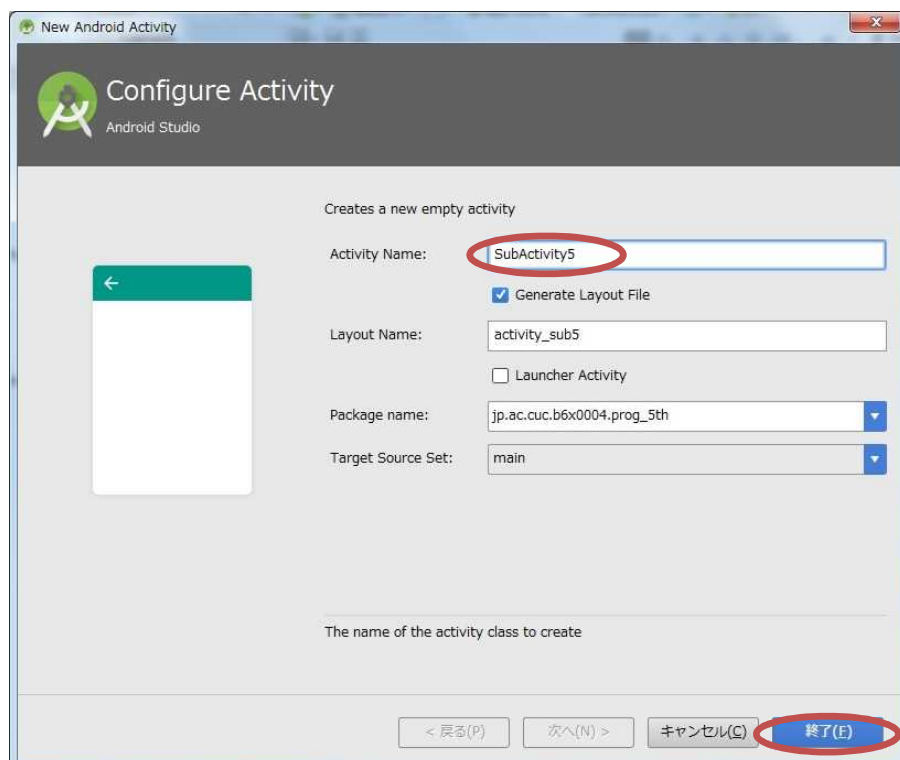 New Android Activity
Configure Activity
Android Studio
Creates a new empty activity
Activity Name: SubActivity5
Generate Layout File
Layout Name: activity_sub5
Launcher Activity
Package name: jp.ac.cuc.b6x0004.prog_5th
Target Source Set: main
The name of the activity class to create
< 戻る(P) 次へ(N) > キャンセル(C) 終了(F)